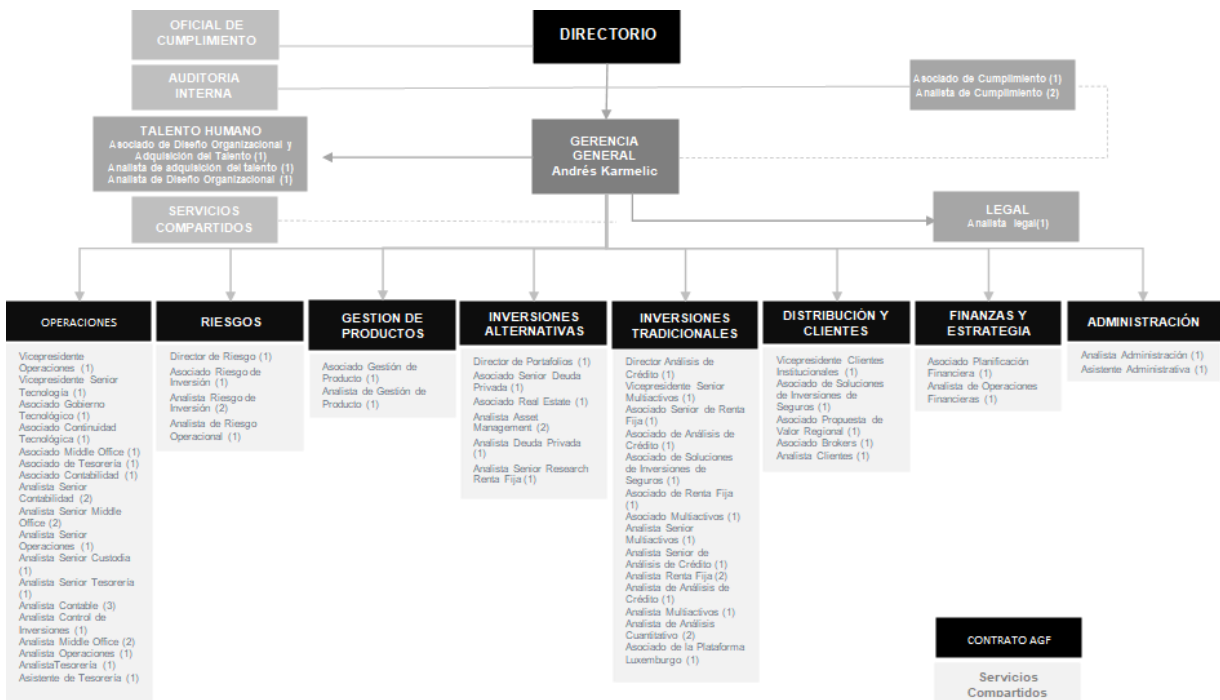 OFICIAL DE
CUMPLIMIENTO
DIRECTORIO
AUDITORIA
INTERNA
Asociado de Cumplimiento (1)
Analista de Cumplimiento (2)
TALENTO HUMANO
Asociado de Diseño Organizacional y
Adquisición del Talento (1)
Analista de adquisición del talento (1)
Analista de Diseño Organizacional (1)
GERENCIA
GENERAL
Andrés Karmelic
SERVICIOS
COMPARTIDOS
LEGAL
Analista legal(1)
OPERACIONES
Vicepresidente
Operaciones (1)
Vicepresidente Senior
Tecnología (1)
Asociado Gobierno
Tecnológico (1)
Asociado Continuidad
Tecnológica (1)
Asociado Middle Office (1)
Asociado de Tesorería (1)
Asociado Contabilidad (1)
Analista Senior
Contabilidad (2)
Analista Senior Middle
Office (2)
Analista Senior
Operaciones (1)
Analista Senior Custodia
(1)
Analista Senior Tesorería
(1)
Analista Contable (3)
Analista Control de
Inversiones (1)
Analista Middle Office (2)
Analista Operaciones (1)
AnalistaTesorería (1)
Asistente de Tesorería (1)
RIESGOS
Director de Riesgo (1)
Asociado Riesgo de
Inversión (1)
Analista Riesgo de
Inversión (2)
Analista de Riesgo
Operacional (1)
GESTION DE
PRODUCTOS
Asociado Gestión de
Producto (1)
Analista de Gestión de
Producto (1)
INVERSIONES
ALTERNATIVAS
Director de Portafolios (1)
Asociado Senior Deuda
Privada (1)
Asociado Real Estate (1)
Analista Asset
Management (2)
Analista Deuda Privada
(1)
Analista Senior Research
Renta Fija (1)
INVERSIONES
TRADICIONALES
Director Análisis de
Crédito (1)
Vicepresidente Senior
Multiactivos (1)
Asociado Senior de Renta
Fija (1)
Asociado de Análisis de
Crédito (1)
Asociado de Soluciones
de Inversiones de
Seguros (1)
Asociado de Renta Fija
(1)
Asociado Multiactivos (1)
Analista Senior
Multiactivos (1)
Analista Senior de
Análisis de Crédito (1)
Analista Renta Fija (2)
Analista de Análisis de
Crédito (1)
Analista Multiactivos (1)
Analista de Análisis
Cuantitativo (2)
Asociado de la Plataforma
Luxemburgo (1)
DISTRIBUCIÓN Y
CLIENTES
Vicepresidente Clientes
Institucionales (1)
Asociado de Soluciones
de Inversiones de
Seguros (1)
Asociado Propuesta de
Valor Regional (1)
Asociado Brokers (1)
Analista Clientes (1)
FINANZAS Y
ESTRATEGIA
Asociado Planificación
Financiera (1)
Analista de Operaciones
Financieras (1)
ADMINISTRACIÓN
Analista Administración (1)
Asistente Administrativa (1)
CONTRATO AGF
Servicios
Compartidos